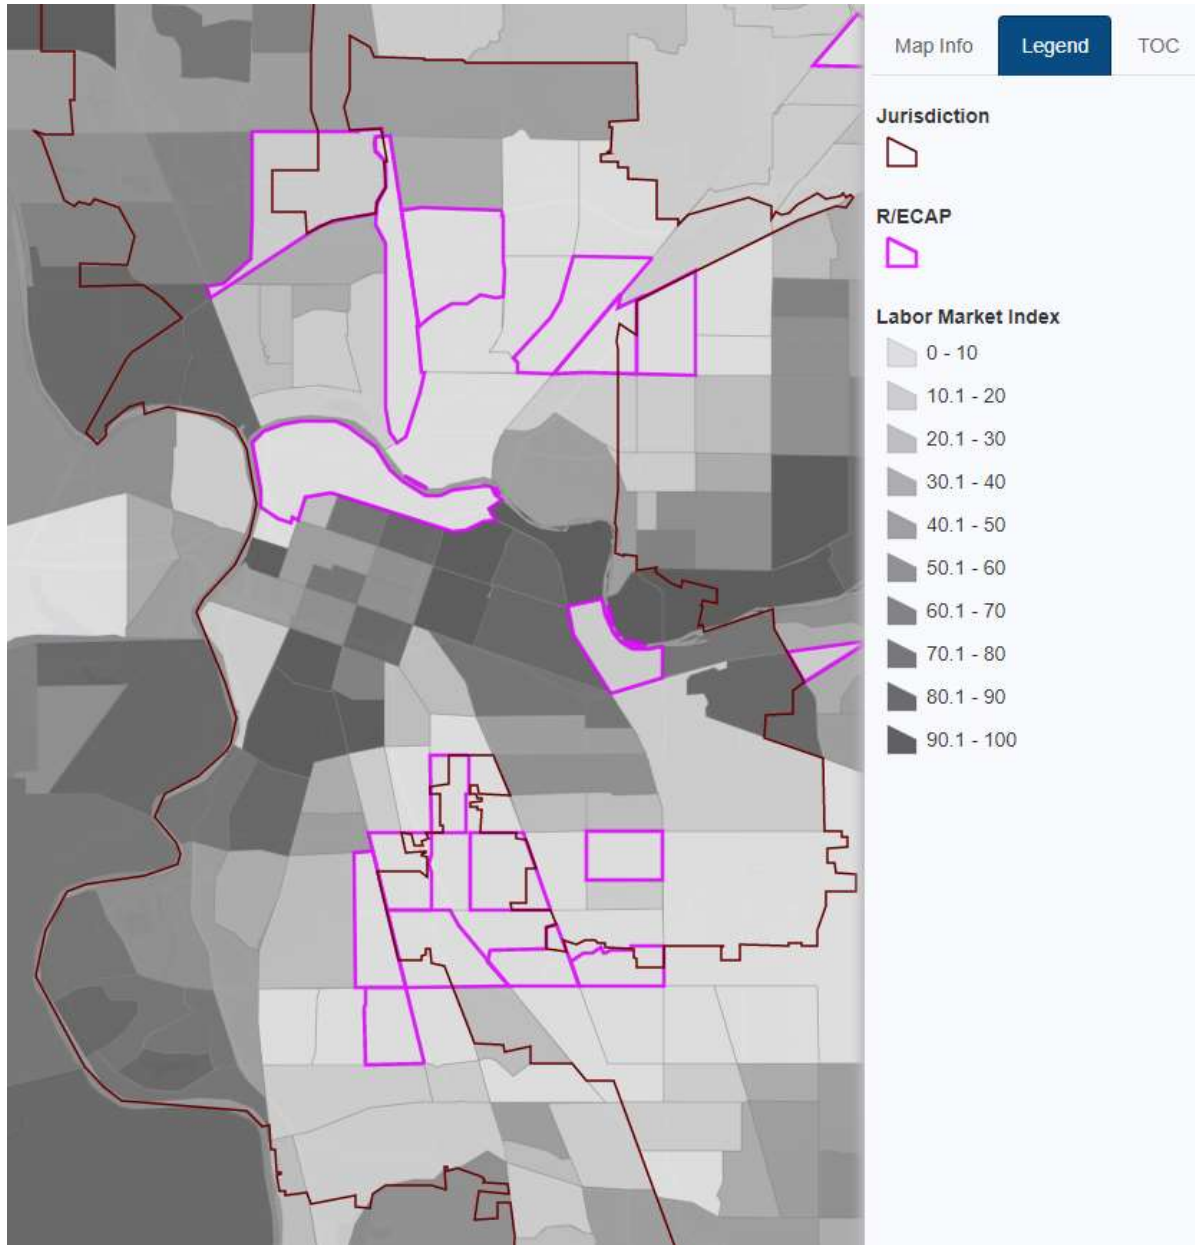 Map Info
Legend
TOC
Jurisdiction
R/ECAP
Labor Market Index
0 - 10
10.1 - 20
20.1 - 30
30.1 - 40
40.1 - 50
50.1 - 60
60.1 - 70
70.1 - 80
80.1 - 90
90.1 - 100